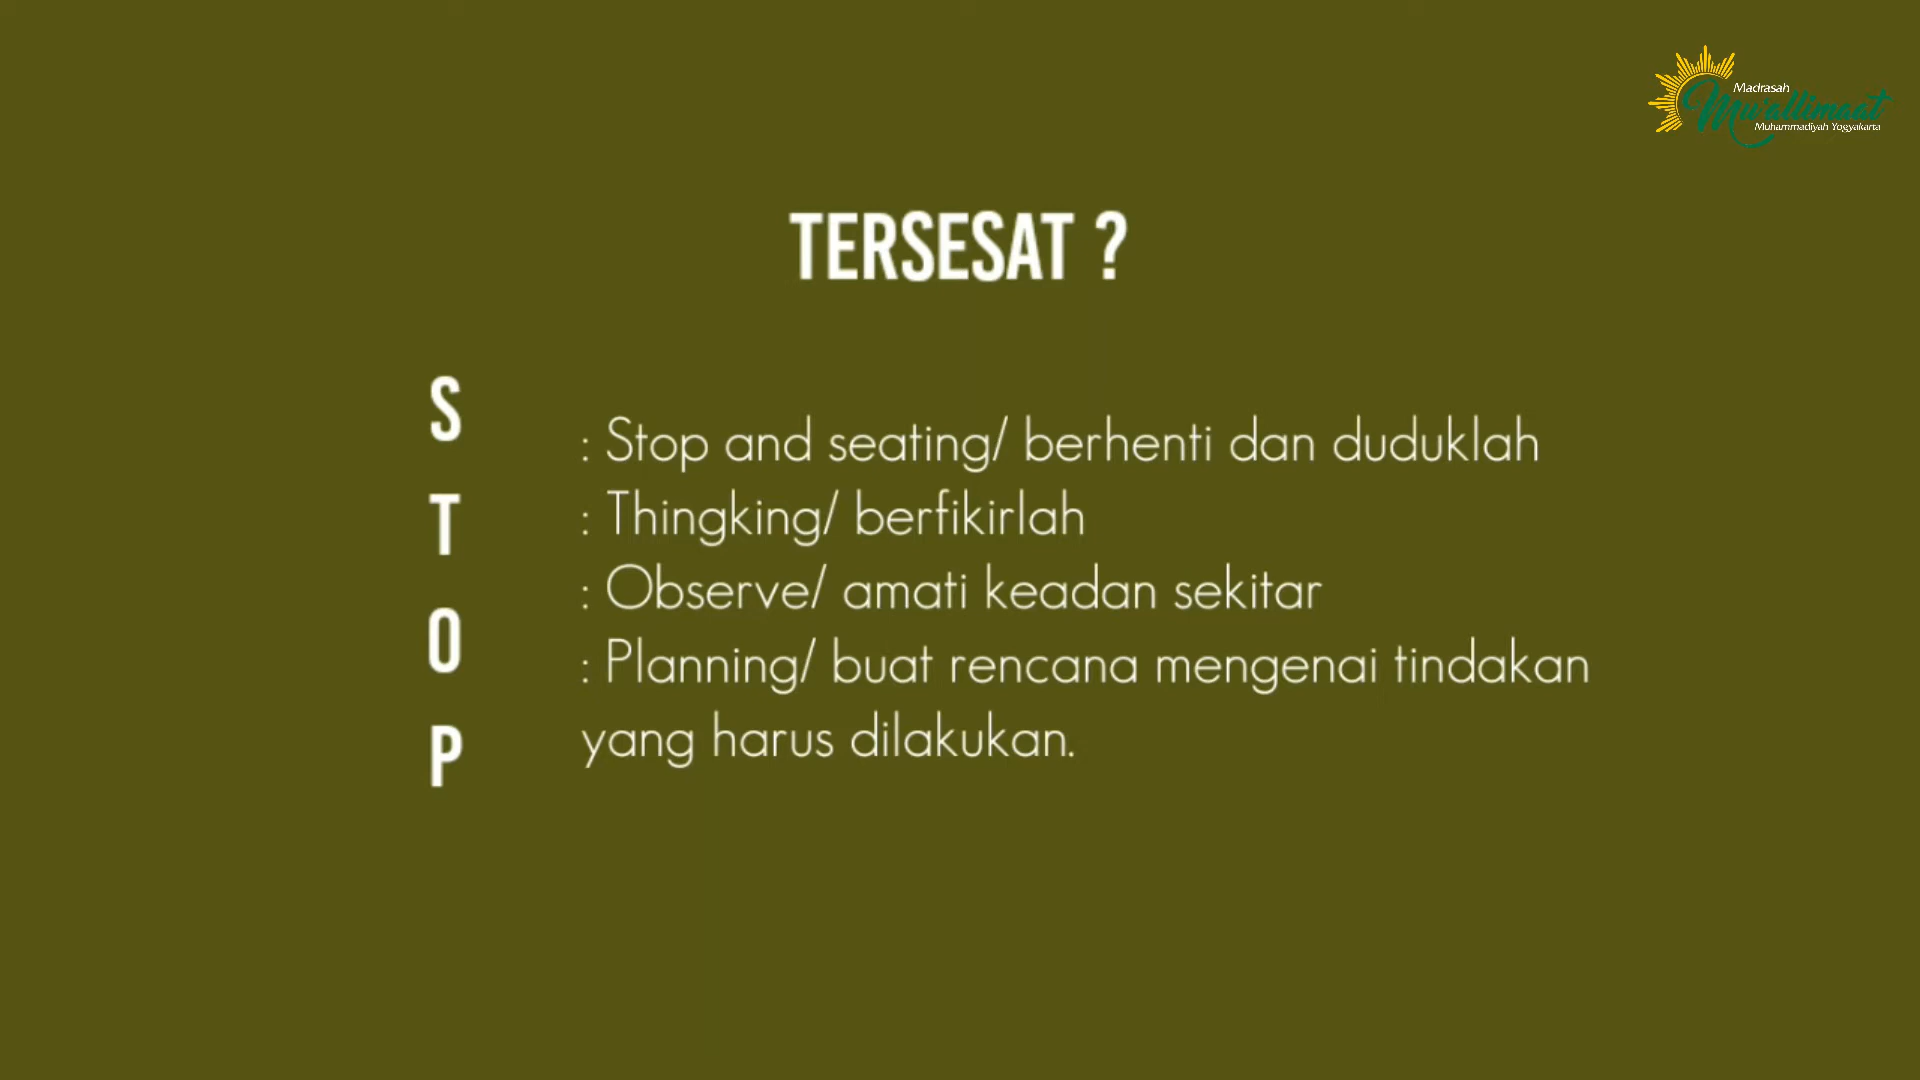 Madrasah
Mu'allimaat
Muhammadiyah Yogyakarta
TERSESAT ?
S : Stop and seating/ berhenti dan duduklah
T : Thingking/ berfikirlah
O : Observe/ amati keadan sekitar
P : Planning/ buat rencana mengenai tindakan
yang harus dilakukan.